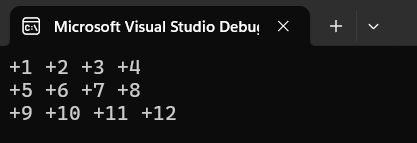 Microsoft Visual Studio Debug
+1 +2 +3 +4
+5 +6 +7 +8
+9 +10 +11 +12